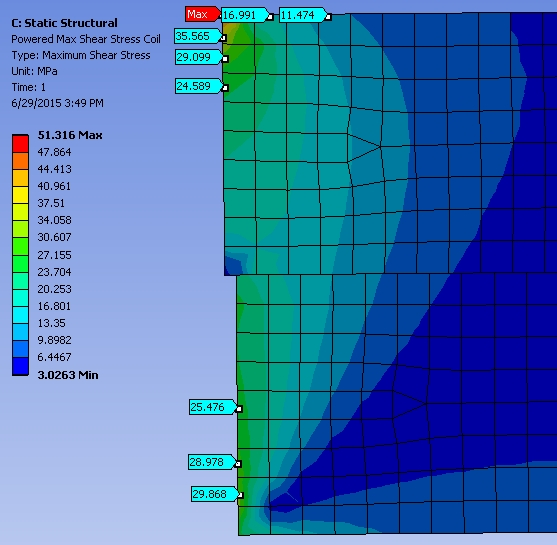 C: Static Structural
Powered Max Shear Stress Coil
Type: Maximum Shear Stress
Unit: MPa
Time: 1
6/29/2015 3:49 PM
51.316 Max
47.864
44.413
40.961
37.51
34.058
30.607
27.155
23.704
20.253
16.801
13.35
9.8982
6.4467
3.0263 Min
Max
16.991
11.474
35.565
29.099
24.589
25.476
28.978
29.868